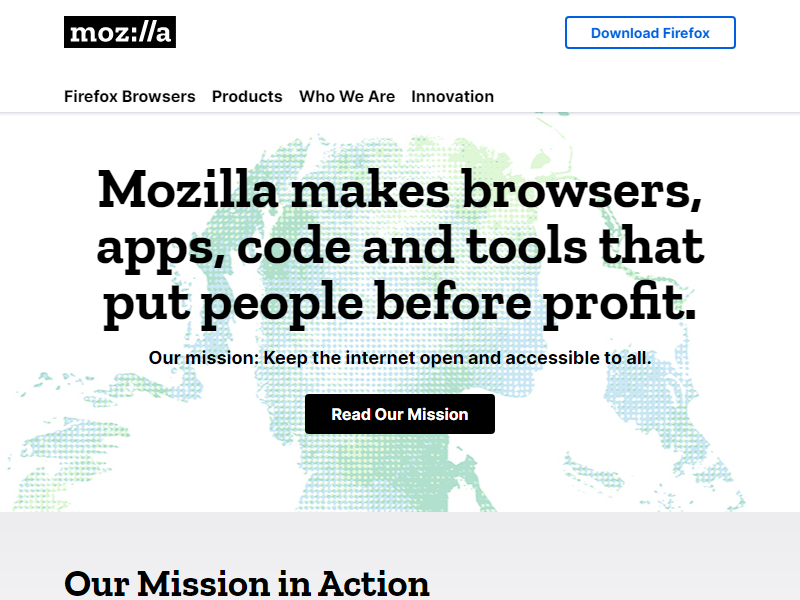 moz://a
Download Firefox
Firefox Browsers Products Who We Are Innovation
Mozilla makes browsers,
apps, code and tools that
put people before profit.
Our mission: Keep the internet open and accessible to all.
Read Our Mission
Our Mission in Action